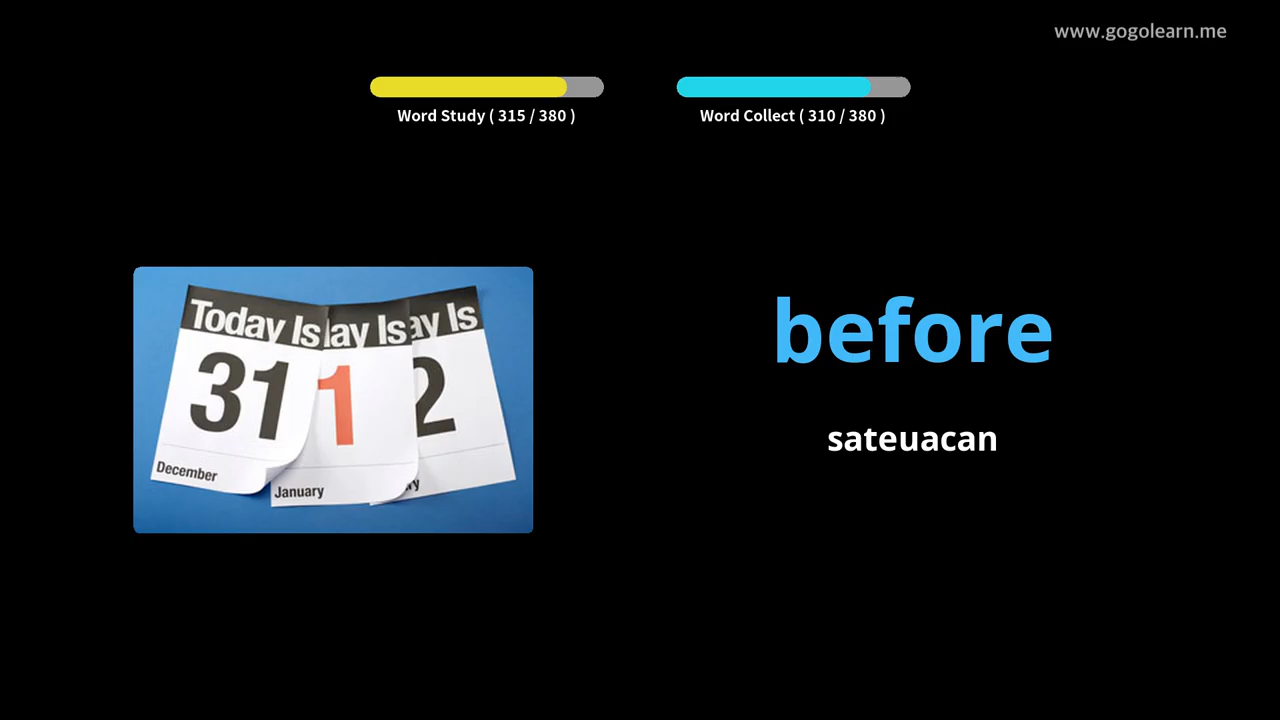 www.gogolearn.me
Word Study ( 315 / 380 )
Word Collect ( 310 / 380 )
Today Is
ay Is
ay Is
31
1
2
December
January
ry
before
sateuacan